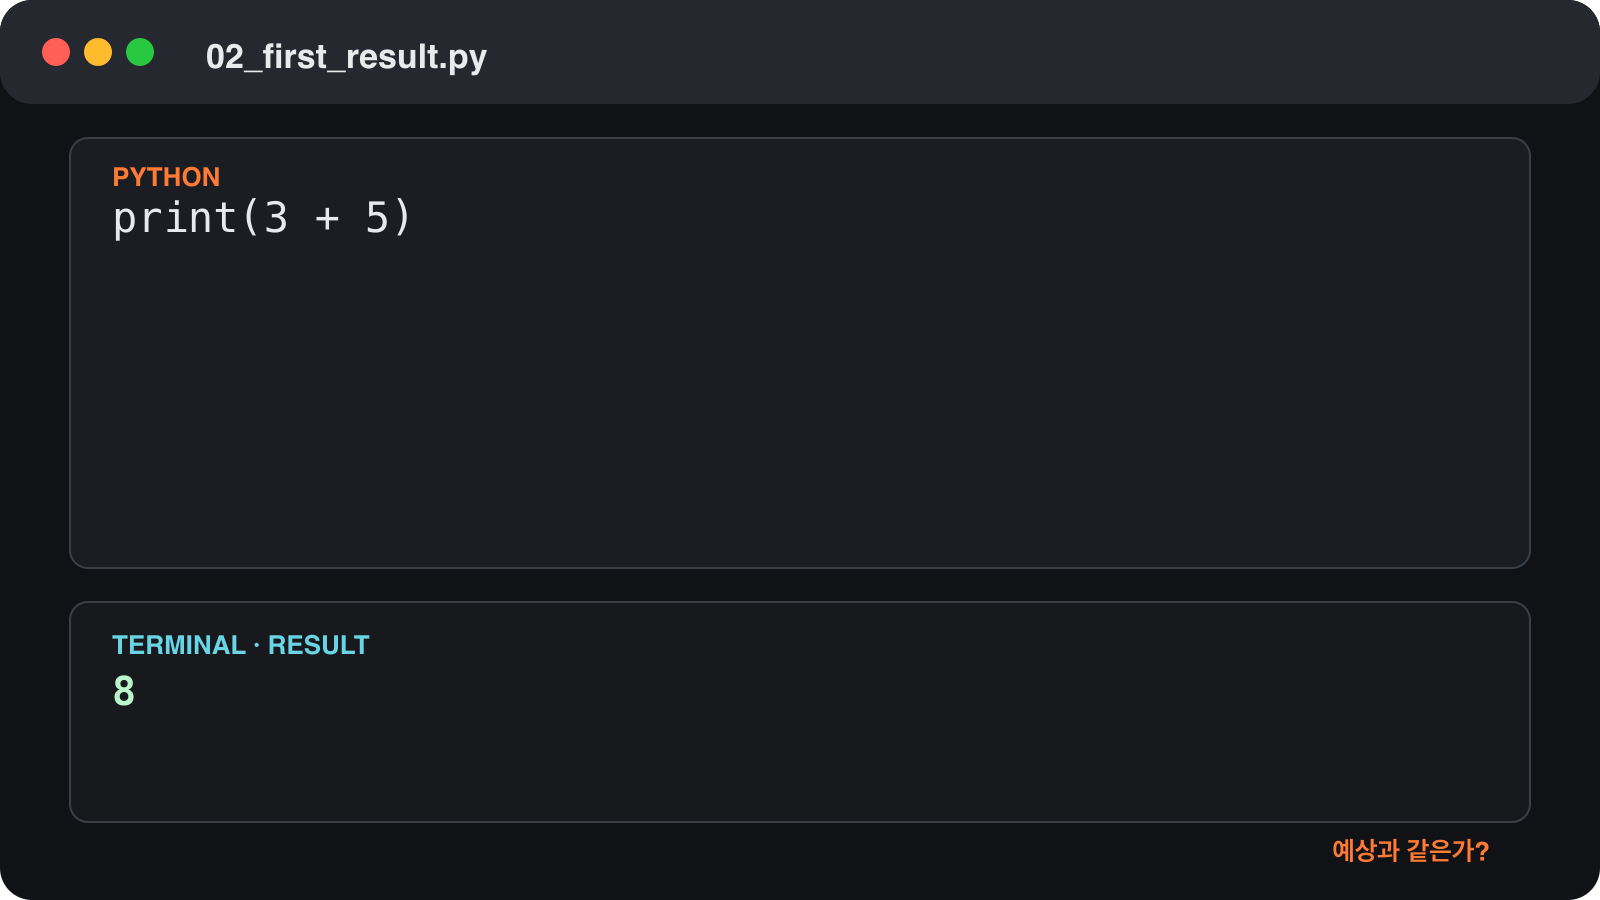 02_first_result.py
PYTHON
print(3 + 5)
TERMINAL · RESULT
8
예상과 같은가?